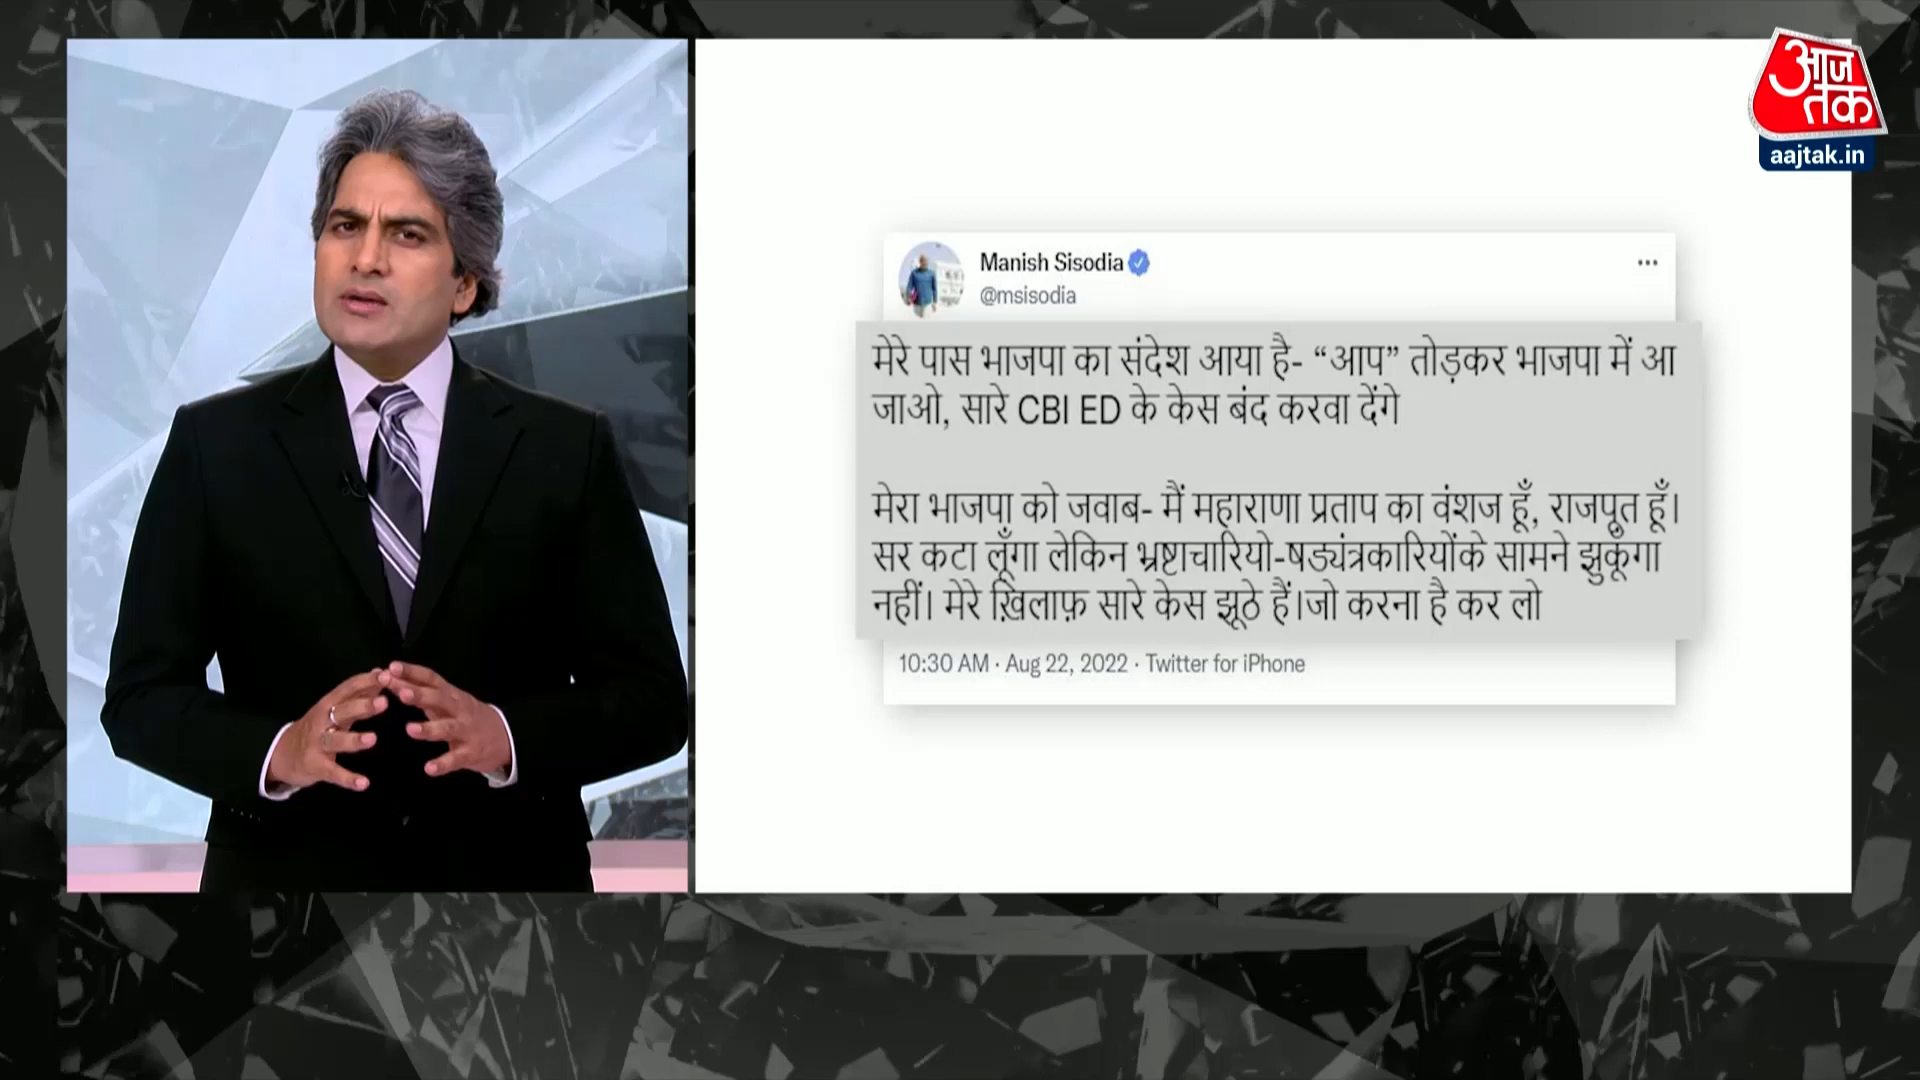 आज
तक
aajtak.in
Manish Sisodia
@msisodia
मेरे पास भाजपा का संदेश आया है- “आप” तोड़कर भाजपा में आ
जाओ, सारे CBI ED के केस बंद करवा देंगे
मेरा भाजपा को जवाब- मैं महाराणा प्रताप का वंशज हूँ, राजपूत हूँ।
सर कटा लूँगा लेकिन भ्रष्टाचारियो-षड्यंत्रकारियोंके सामने झुकूँगा
नहीं। मेरे ख़िलाफ़ सारे केस झूठे हैं।जो करना है कर लो
10:30 AM · Aug 22, 2022 · Twitter for iPhone